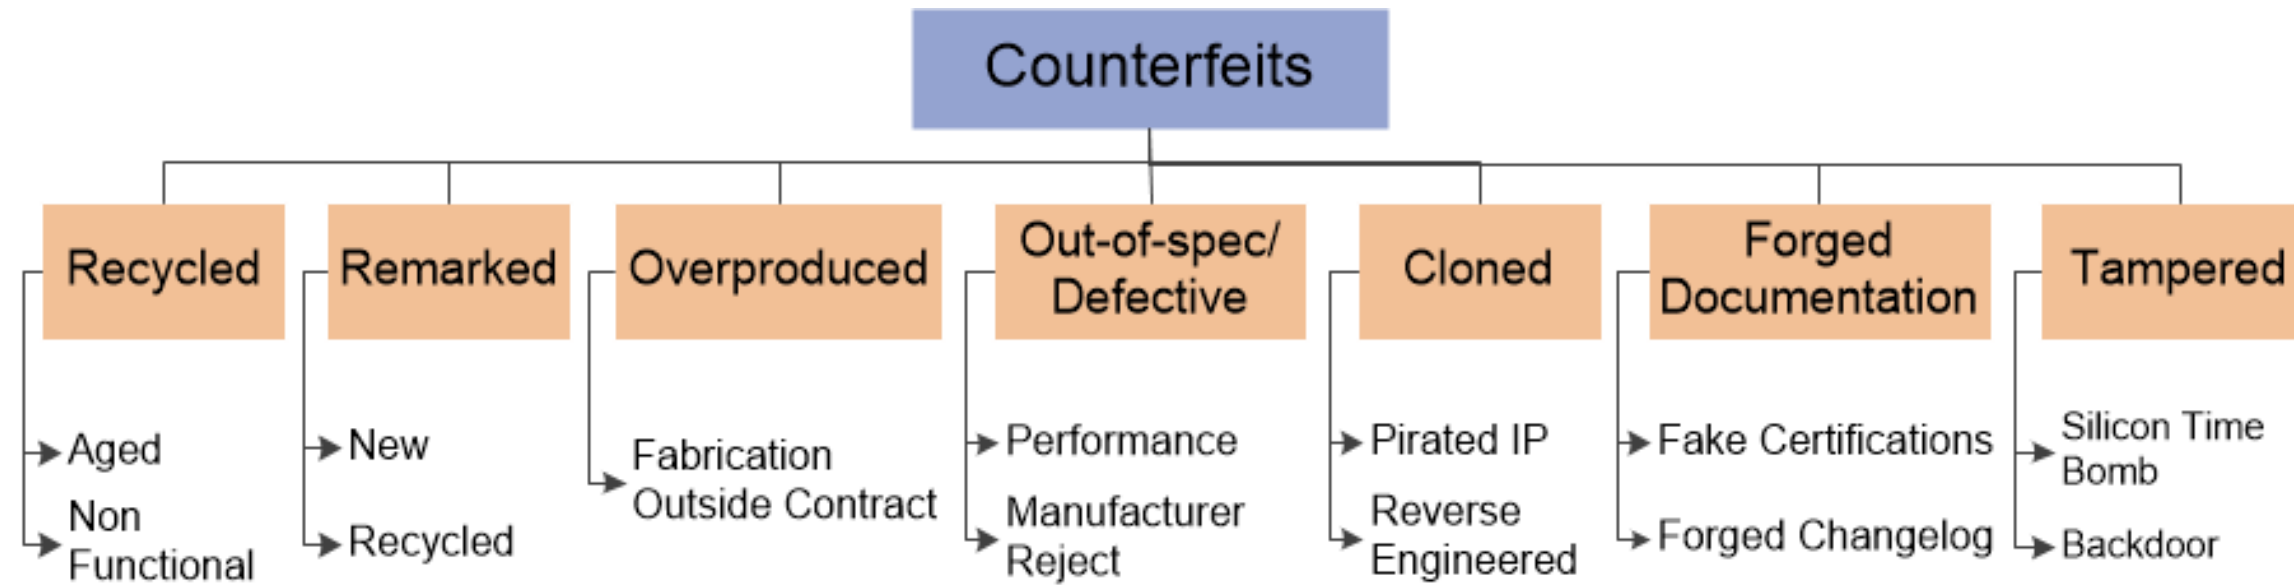 Counterfeits
Recycled
Remarked
Overproduced
Out-of-spec/
Defective
Cloned
Forged
Documentation
Tampered
Aged
Non
Functional
New
Recycled
Fabrication
Outside Contract
Performance
Manufacturer
Reject
Pirated IP
Reverse
Engineered
Fake Certifications
Forged Changelog
Silicon Time
Bomb
Backdoor